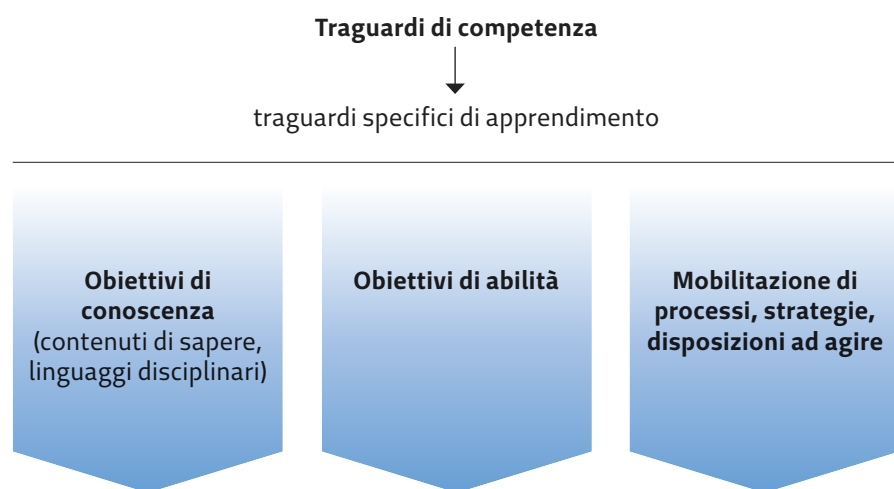 Traguardi di competenza
traguardi specifici di apprendimento
Obiettivi di
conoscenza
(contenuti di sapere,
linguaggi disciplinari)
Obiettivi di abilità
Mobilitazione di
processi, strategie,
disposizioni ad agire